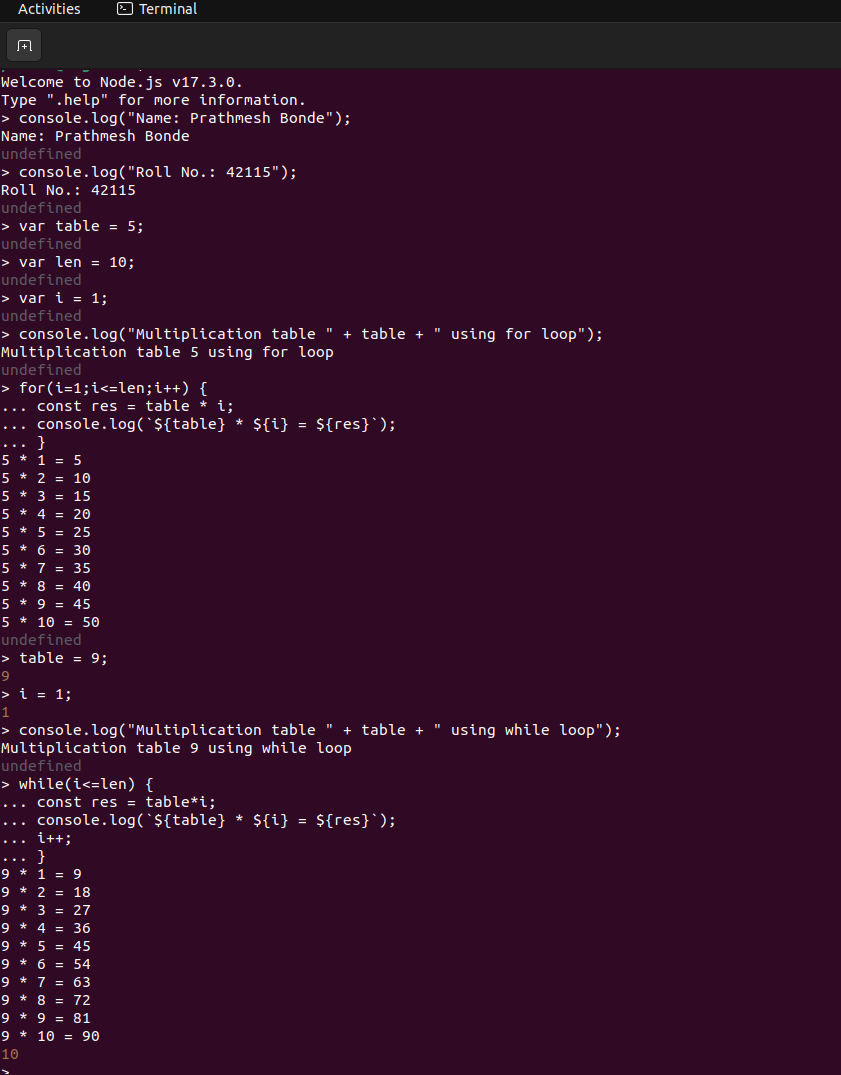 Activities
Terminal
Welcome to Node.js v17.3.0.
Type ".help" for more information.
> console.log("Name: Prathmesh Bonde");
Name: Prathmesh Bonde
undefined
> console.log("Roll No.: 42115");
Roll No.: 42115
undefined
> var table = 5;
undefined
> var len = 10;
undefined
> var i = 1;
undefined
> console.log("Multiplication table " + table + " using for loop");
Multiplication table 5 using for loop
undefined
> for(i=1;i<=len;i++) {
... const res = table * i;
... console.log(`${table} * ${i} = ${res}`);
... }
5 * 1 = 5
5 * 2 = 10
5 * 3 = 15
5 * 4 = 20
5 * 5 = 25
5 * 6 = 30
5 * 7 = 35
5 * 8 = 40
5 * 9 = 45
5 * 10 = 50
undefined
> table = 9;
9
> i = 1;
1
> console.log("Multiplication table " + table + " using while loop");
Multiplication table 9 using while loop
undefined
> while(i<=len) {
... const res = table*i;
... console.log(`${table} * ${i} = ${res}`);
... i++;
... }
9 * 1 = 9
9 * 2 = 18
9 * 3 = 27
9 * 4 = 36
9 * 5 = 45
9 * 6 = 54
9 * 7 = 63
9 * 8 = 72
9 * 9 = 81
9 * 10 = 90
10
>